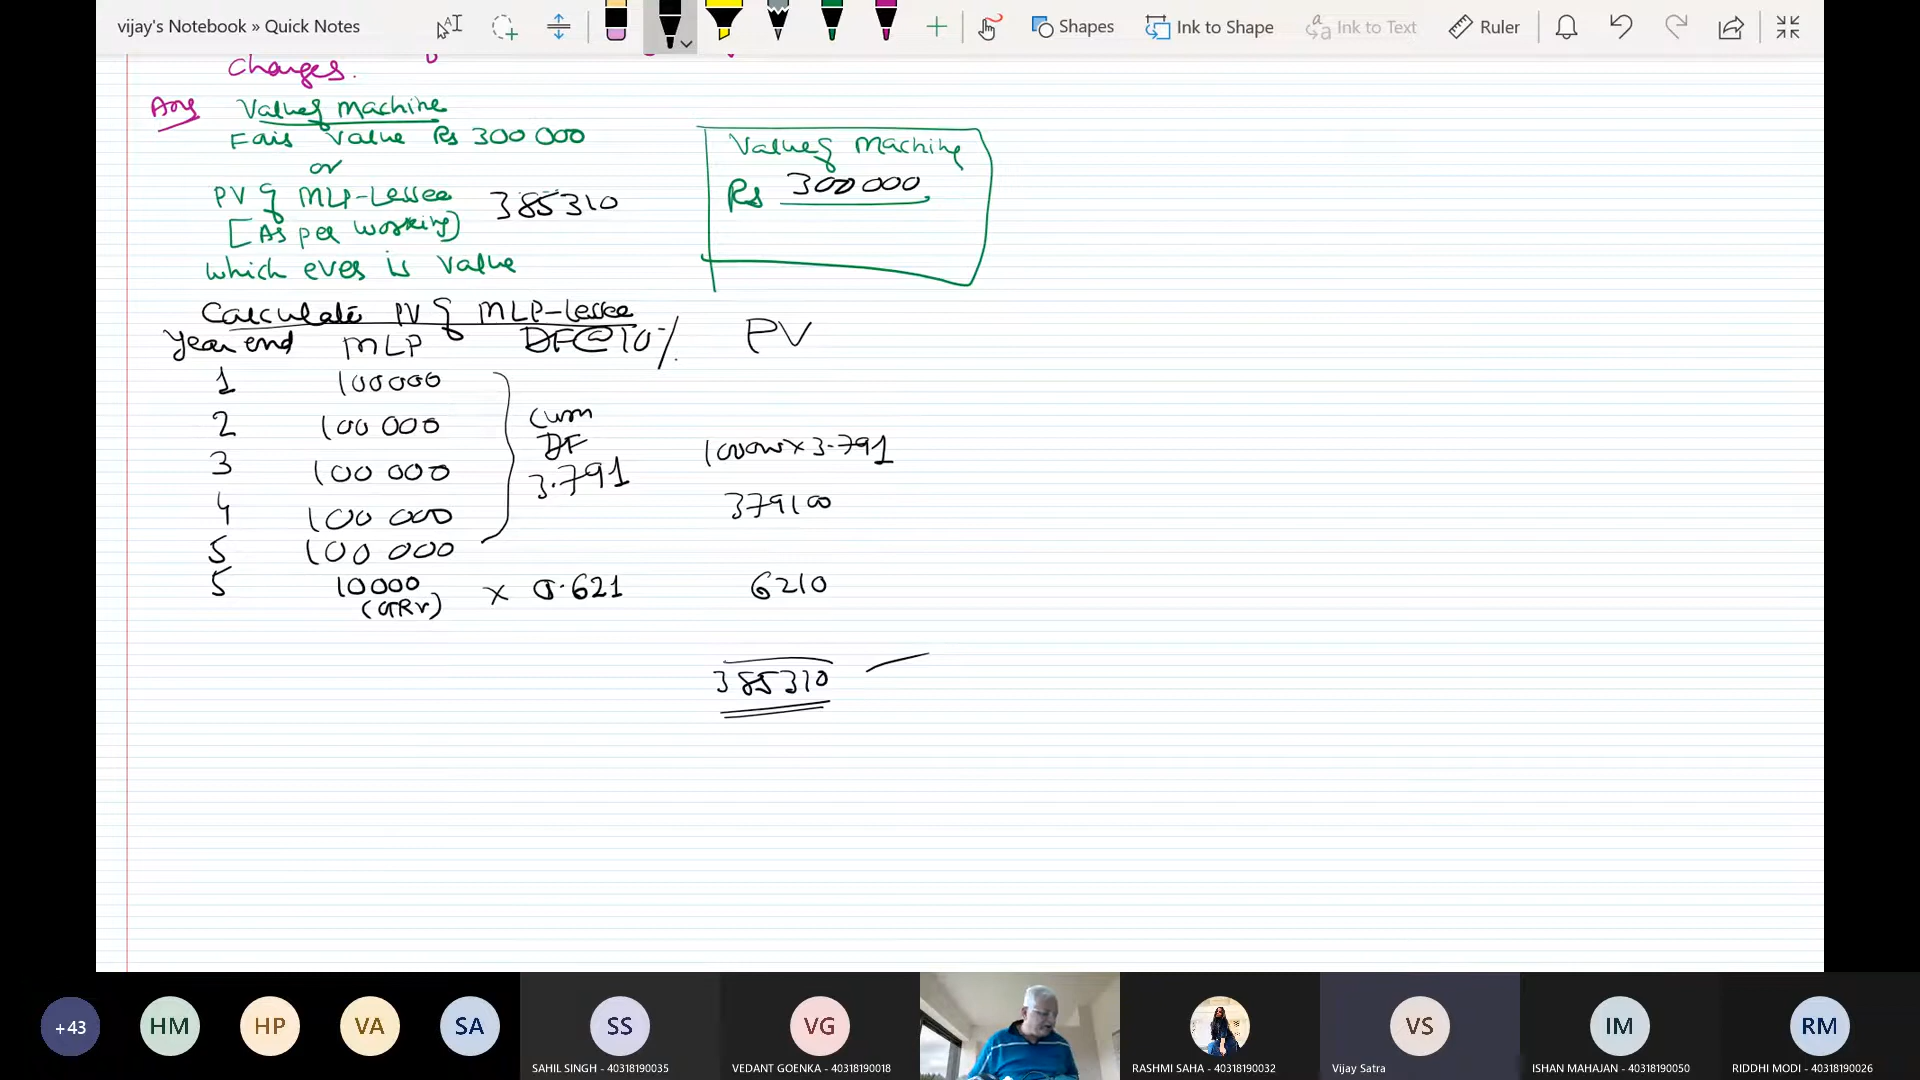 vijay's Notebook » Quick Notes
Shapes
Ink to Shape
Ink to Text
Ruler
changes.
Ans Value of machine
Fair Value Rs 300 000
or
PV of MLP-Lessee 385310
[As per working]
which ever is value
Value of Machine
Rs 300000
Calculate PV of MLP-Lessee
Year end MLP DF@10% PV
1 100000
2 100 000
3 100 000
4 100 000
5 100 000
cum
DF
3.791
100000 x 3.791
379100
5 10000 x 0.621 6210
(GRV)
385310
+43
HM
HP
VA
SA
SS
VG
VS
IM
RM
SAHIL SINGH - 40318190035
VEDANT GOENKA - 40318190018
RASHMI SAHA - 40318190032
Vijay Satra
ISHAN MAHAJAN - 40318190050
RIDDHI MODI - 40318190026